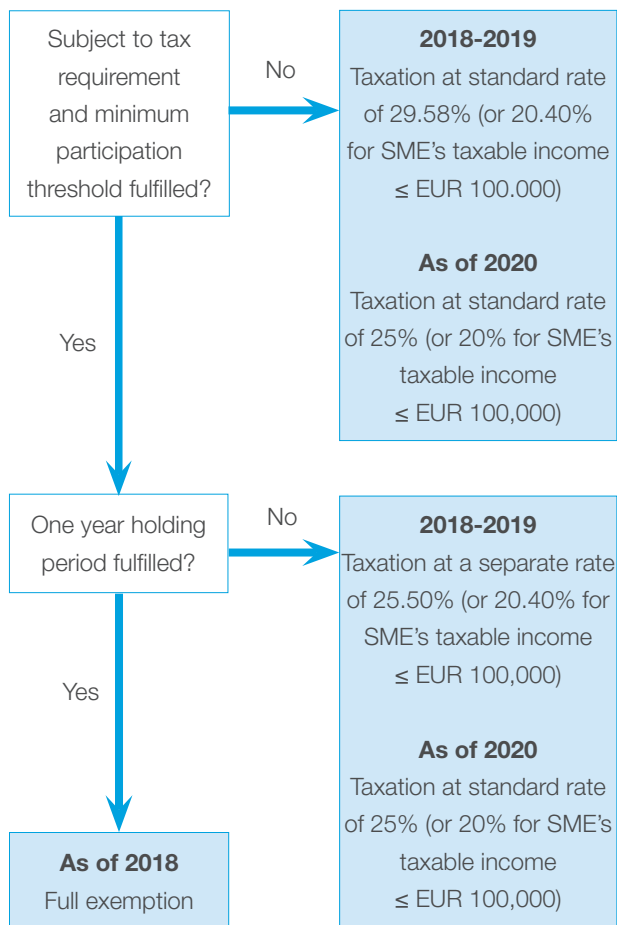 Subject to tax
requirement
and minimum
participation
threshold fulfilled?
No
2018-2019
Taxation at standard rate
of 29.58% (or 20.40%
for SME's taxable income
≤ EUR 100.000)
As of 2020
Taxation at standard rate
of 25% (or 20% for SME's
taxable income
≤ EUR 100,000)
Yes
One year holding
period fulfilled?
No
2018-2019
Taxation at a separate rate
of 25.50% (or 20.40% for
SME's taxable income
≤ EUR 100,000)
As of 2020
Taxation at standard rate
of 25% (or 20% for SME's
taxable income
≤ EUR 100,000)
Yes
As of 2018
Full exemption